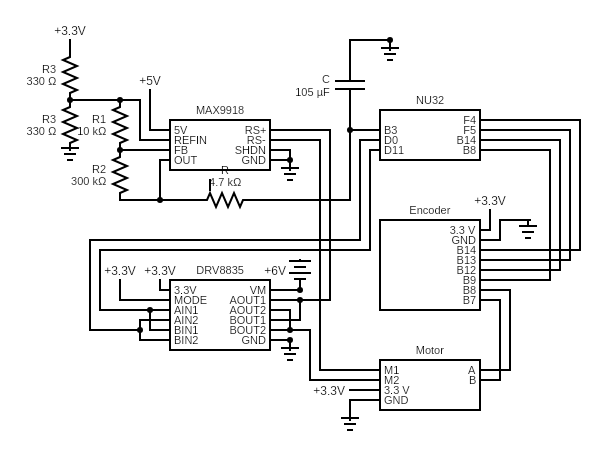 +3.3V
R3
330 Ω
R3
330 Ω
R1
10 kΩ
R2
300 kΩ
+5V
MAX9918
5V
REFIN
FB
OUT
RS+
RS-
SHDN
GND
R
4.7 kΩ
C
105 µF
NU32
B3
D0
D11
F4
F5
B14
B8
+3.3V
Encoder
3.3 V
GND
B14
B13
B12
B9
B8
B7
+3.3V
+3.3V
DRV8835
+6V
3.3V
MODE
AIN1
AIN2
BIN1
BIN2
VM
AOUT1
AOUT2
BOUT1
BOUT2
GND
Motor
+3.3V
M1
M2
3.3 V
GND
A
B